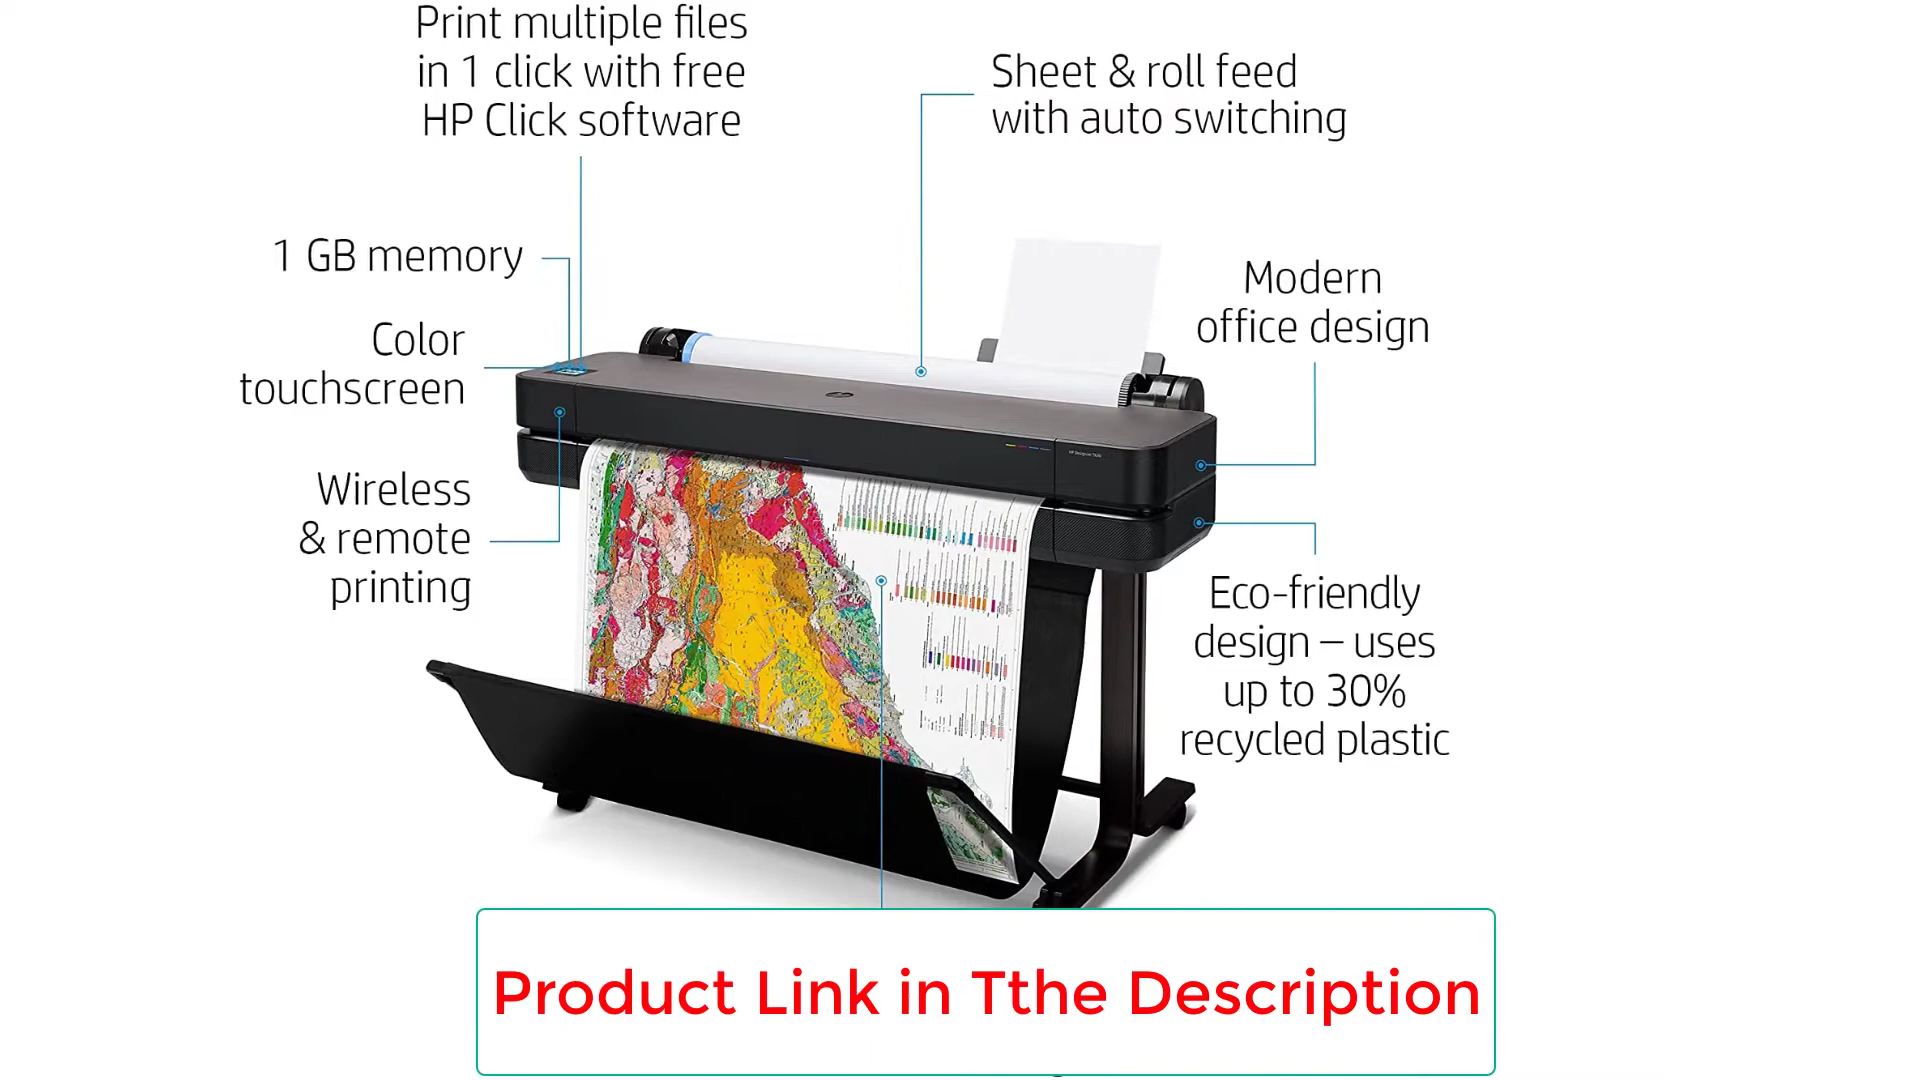 Print multiple files
in 1 click with free
HP Click software
Sheet & roll feed
with auto switching
1 GB memory
Modern
office design
Color
touchscreen
Wireless
& remote
printing
Eco-friendly
design – uses
up to 30%
recycled plastic
Product Link in Tthe Description